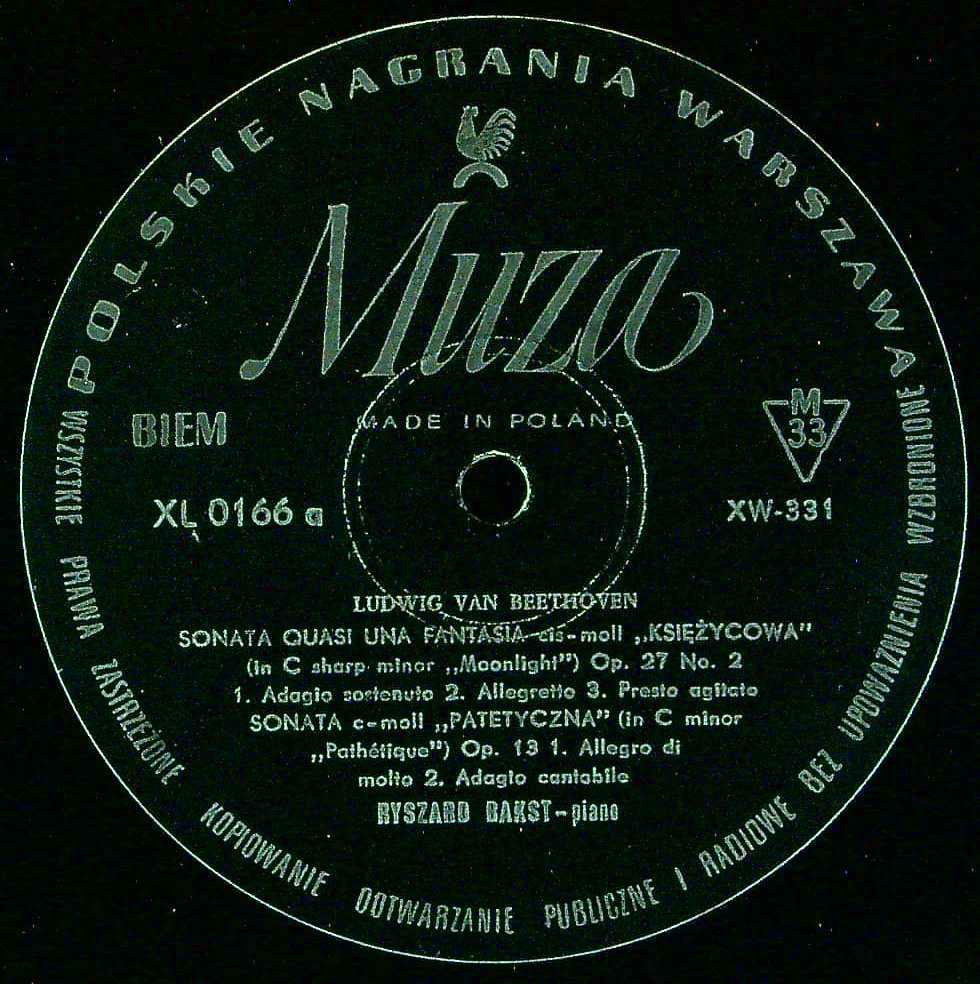 POLSKIE NAGRANIA WARSZAWA
Muza
MADE IN POLAND
BIEM
M
33
XL 0166 a
XW-331
LUDWIG VAN BEETHOVEN
SONATA QUASI UNA FANTASIA cis-moll „KSIĘŻYCOWA”
(in C sharp minor „Moonlight”) Op. 27 No. 2
1. Adagio sostenuto 2. Allegretto 3. Presto agitato
SONATA c-moll „PATETYCZNA” (in C minor
„Pathétique”) Op. 13 1. Allegro di
molto 2. Adagio cantabile
RYSZARD BAKST - piano
WSZYSTKIE PRAWA ZASTRZEŻONE KOPIOWANIE ODTWARZANIE PUBLICZNE I RADIOWE BEZ UPOWAŻNIENIA WZBRONIONE